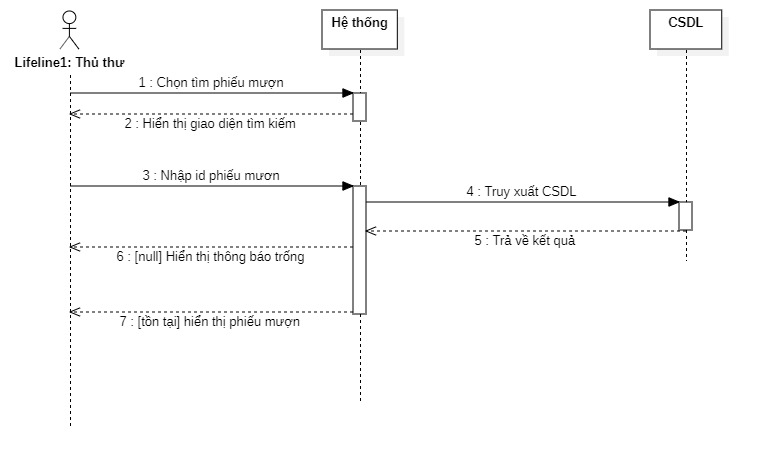 Hệ thống
CSDL
Lifeline1: Thủ thư
1 : Chọn tìm phiếu mượn
2 : Hiển thị giao diện tìm kiếm
3 : Nhập id phiếu mươn
4 : Truy xuất CSDL
5 : Trả về kết quả
6 : [null] Hiển thị thông báo trống
7 : [tồn tại] hiển thị phiếu mượn